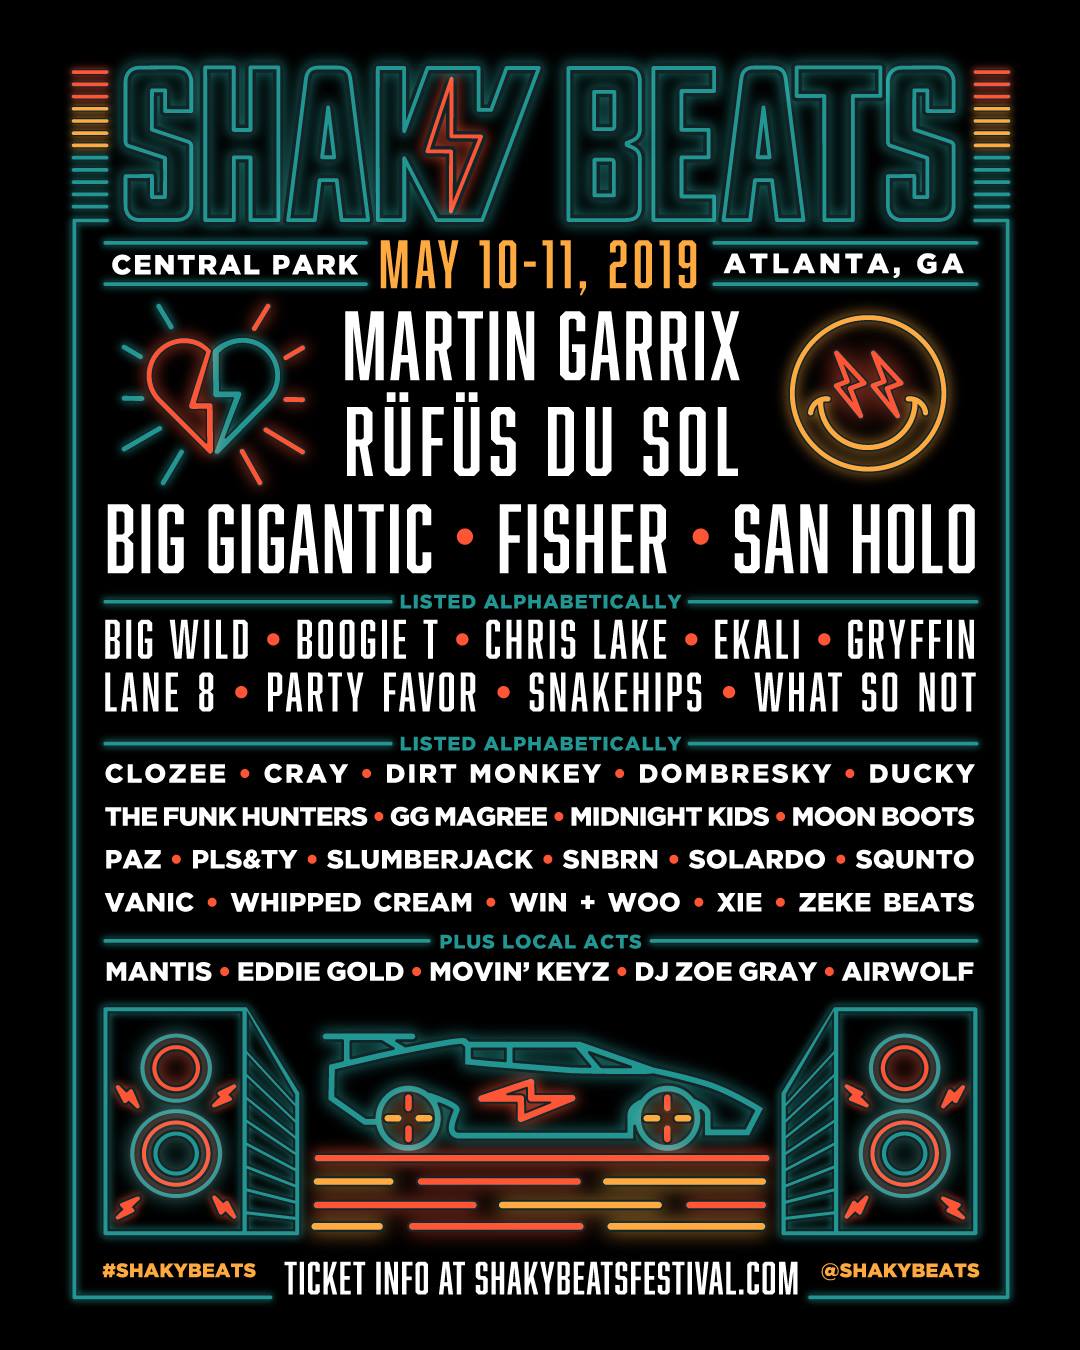 SHAKY BEATS
CENTRAL PARK MAY 10-11, 2019 ATLANTA, GA
MARTIN GARRIX
RÜFÜS DU SOL
BIG GIGANTIC • FISHER • SAN HOLO
LISTED ALPHABETICALLY
BIG WILD • BOOGIE T • CHRIS LAKE • EKALI • GRYFFIN
LANE 8 • PARTY FAVOR • SNAKEHIPS • WHAT SO NOT
LISTED ALPHABETICALLY
CLOZEE • CRAY • DIRT MONKEY • DOMBRESKY • DUCKY
THE FUNK HUNTERS • GG MAGREE • MIDNIGHT KIDS • MOON BOOTS
PAZ • PLS&TY • SLUMBERJACK • SNBRN • SOLARDO • SQUNTO
VANIC • WHIPPED CREAM • WIN + WOO • XIE • ZEKE BEATS
PLUS LOCAL ACTS
MANTIS • EDDIE GOLD • MOVIN' KEYZ • DJ ZOE GRAY • AIRWOLF
#SHAKYBEATS TICKET INFO AT SHAKYBEATSFESTIVAL.COM @SHAKYBEATS